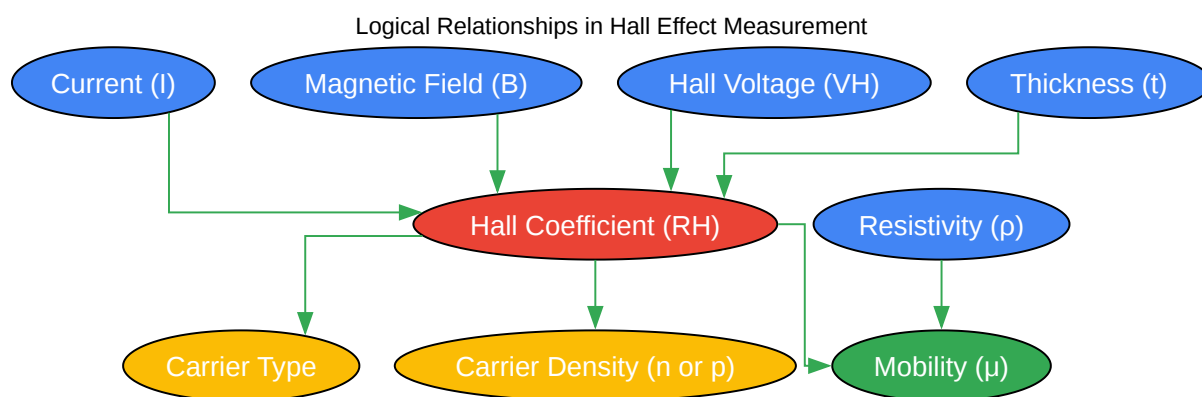 Logical Relationships in Hall Effect Measurement
Current (I)
Magnetic Field (B)
Hall Voltage (VH)
Thickness (t)
Hall Coefficient (RH)
Resistivity (ρ)
Carrier Type
Carrier Density (n or p)
Mobility (μ)